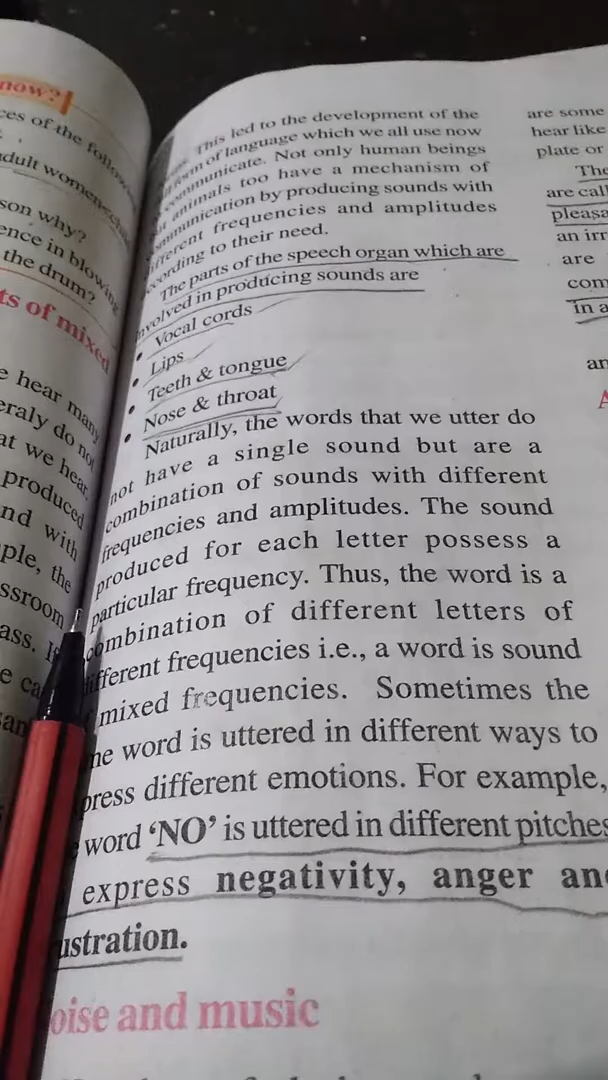 now?
ces of the follow
adult women
son why?
ence in blowing
the drum?
ts of mixed
e hear many
eraly do not
at we hear.
produced
nd with
ple, the
ssroom
ass.
This led to the development of the
of language which we all use now
communicate. Not only human beings
animals too have a mechanism of
communication by producing sounds with
different frequencies and amplitudes
according to their need.
The parts of the speech organ which are
involved in producing sounds are
• Vocal cords
• Lips
• Teeth & tongue
• Nose & throat
Naturally, the words that we utter do
not have a single sound but are a
combination of sounds with different
frequencies and amplitudes. The sound
produced for each letter possess a
particular frequency. Thus, the word is a
combination of different letters of
different frequencies i.e., a word is sound
mixed frequencies. Sometimes the
word is uttered in different ways to
press different emotions. For example,
word ‘NO’ is uttered in different pitches
express negativity, anger an
ustration.
oise and music
are some
hear like
plate or
The
are call
pleasa
an irr
are
com
in a
an
A